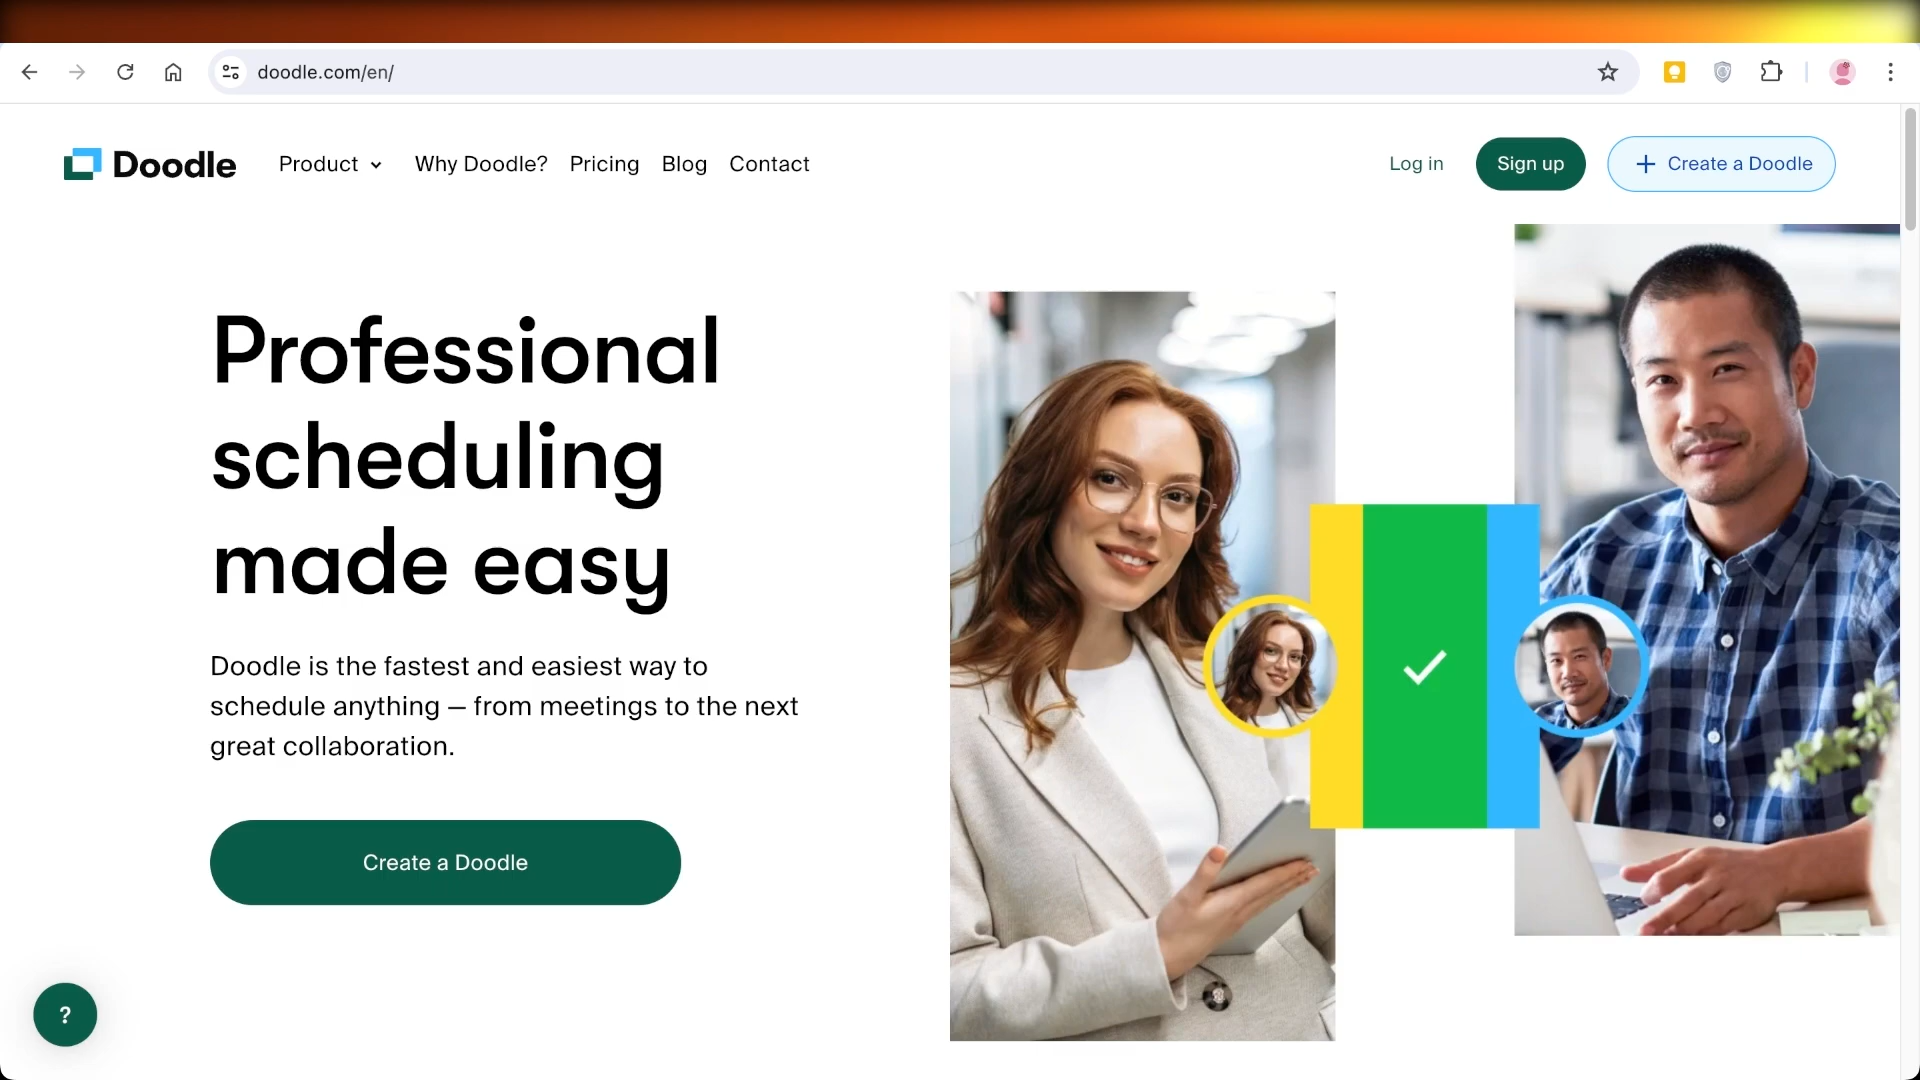 doodle.com/en/
Doodle
Product
Why Doodle?
Pricing
Blog
Contact
Log in
Sign up
Create a Doodle
Professional
scheduling
made easy
Doodle is the fastest and easiest way to
schedule anything — from meetings to the next
great collaboration.
Create a Doodle
?